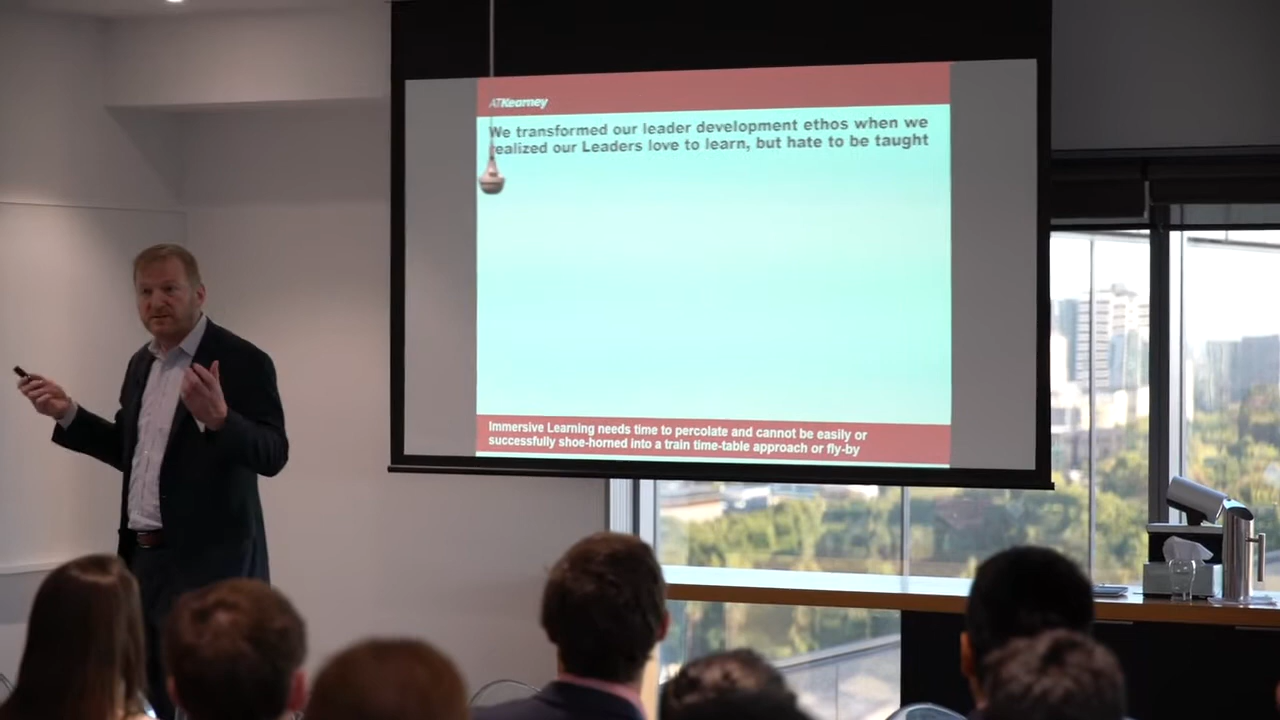 ATKearney
We transformed our leader development ethos when we
realized our Leaders love to learn, but hate to be taught
Immersive Learning needs time to percolate and cannot be easily or
successfully shoe-horned into a train time-table approach or fly-by